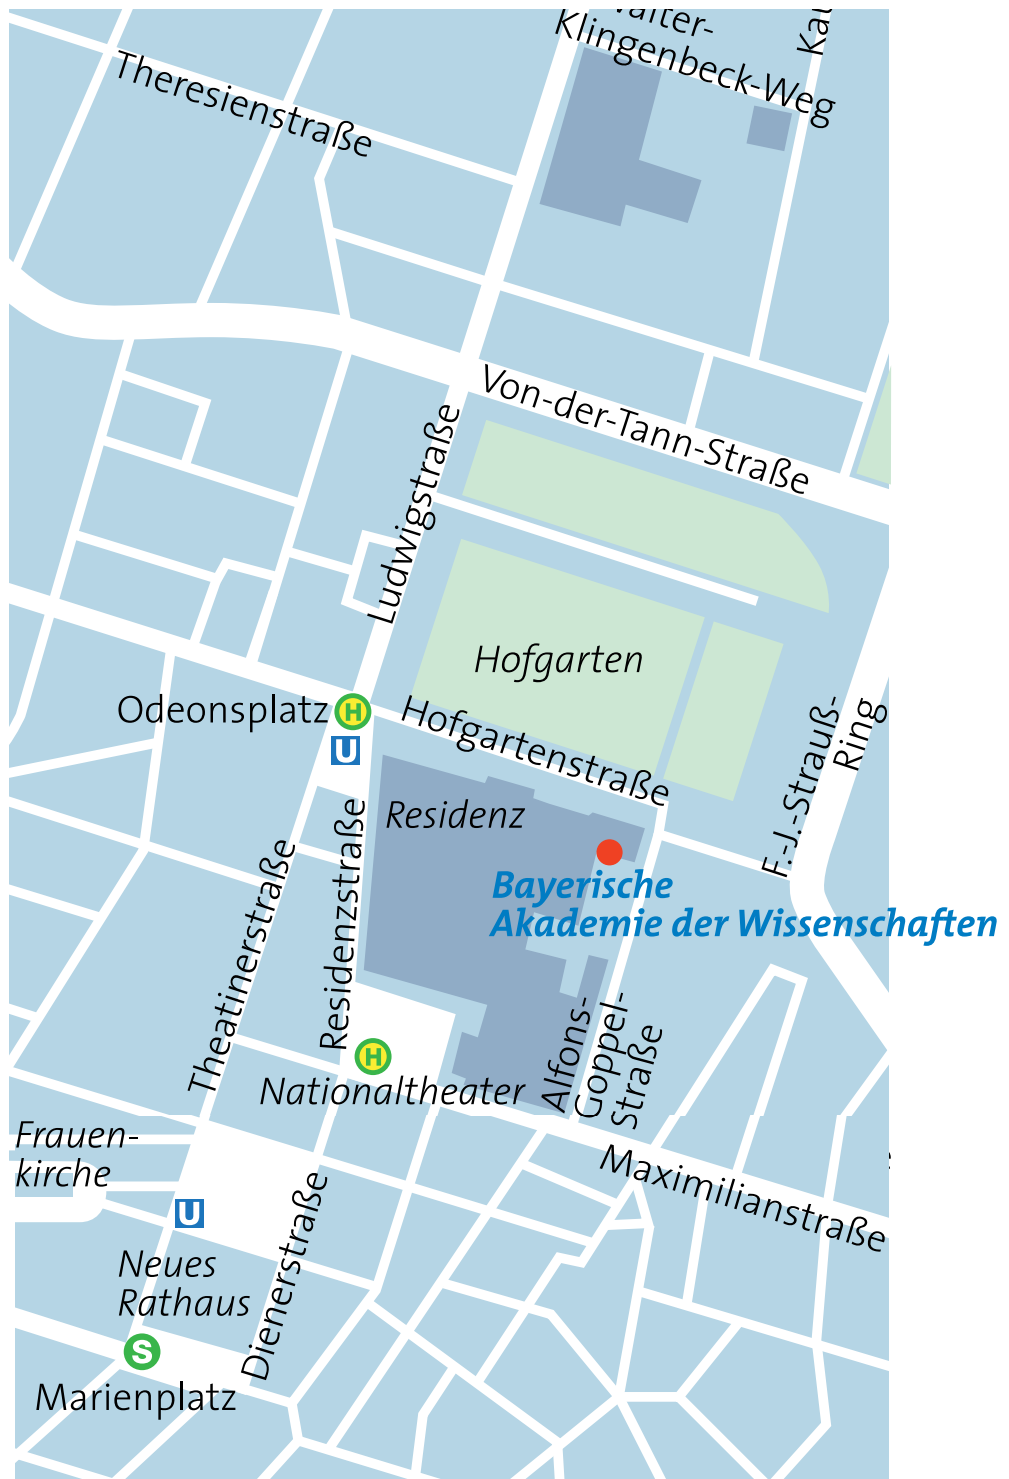 Klingenbeck-Weg
Theresienstraße
Von-der-Tann-Straße
Ludwigstraße
Hofgarten
Odeonsplatz
H
U
Hofgartenstraße
F.-J.-Strauß-
Ring
Residenz
Residenzstraße
Theatinerstraße
Bayerische
Akademie der Wissenschaften
Alfons-
Goppel-
Straße
H
Nationaltheater
Frauen-
kirche
Maximilianstraße
U
Dienerstraße
Neues
Rathaus
S
Marienplatz